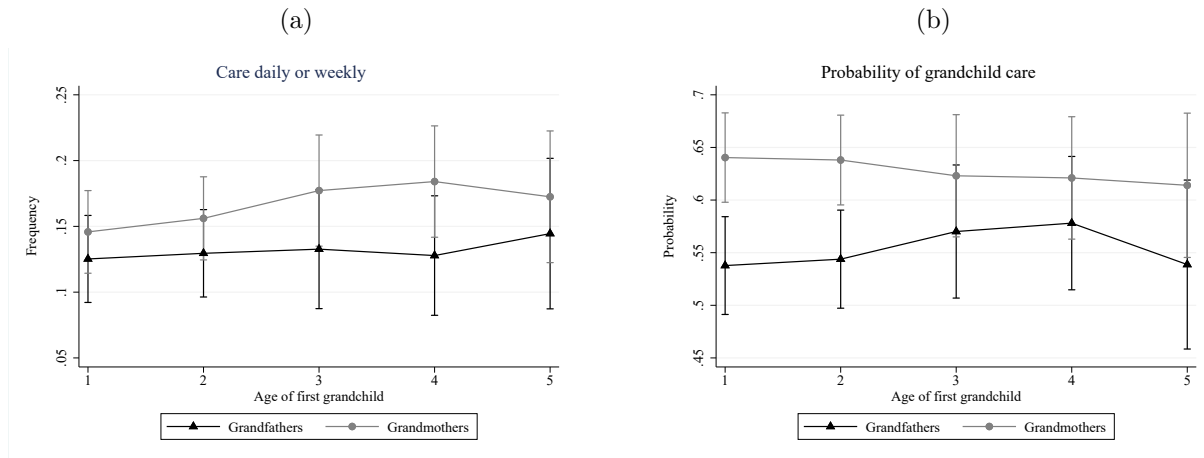 (a)
Care daily or weekly
.25
.2
.15
.1
.05
Frequency
1 2 3 4 5
Age of first grandchild
Grandfathers Grandmothers
(b)
Probability of grandchild care
.7
.65
.6
.55
.5
.45
Probability
1 2 3 4 5
Age of first grandchild
Grandfathers Grandmothers